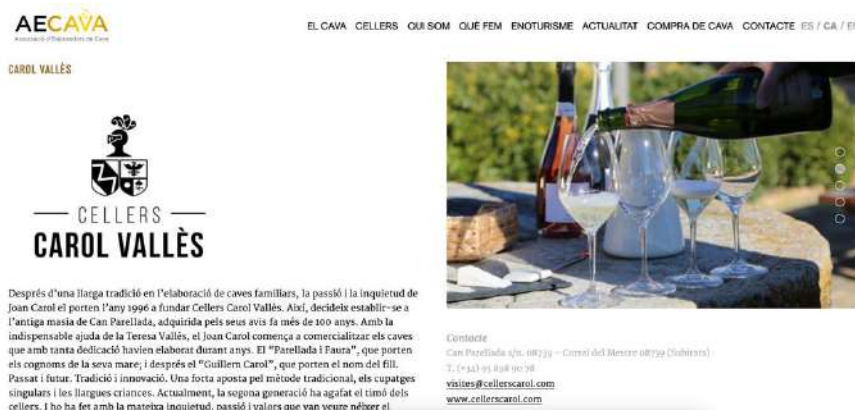 AECAVA
Associació d'Elaboradors de Cava
EL CAVA CELLERS QUI SOM QUÈ FEM ENOTURISME ACTUALITAT COMPRA DE CAVA CONTACTE ES / CA /
CAROL VALLÈS
CELLERS
CAROL VALLÈS
Després d'una llarga tradició en l'elaboració de caves familiars, la passió i la inquietud de
Joan Carol el porten l'any 1996 a fundar Cellers Carol Vallès. Així, decideix establir-se a
l'antiga masia de Can Parellada, adquirida pels seus avis fa més de 100 anys. Amb la
indispensable ajuda de la Teresa Vallès, el Joan Carol comença a comercialitzar els caves
que amb tanta dedicació havien elaborat durant anys. El "Parellada i Faura", que porten
els cognoms de la seva mare; i després el "Guillem Carol", que porten el nom del fill.
Passat i futur. Tradició i innovació. Una forta aposta pel mètode tradicional, els cupatges
singulars i les llargues criances. Actualment, la segona generació ha agafat el timó dels
cellers. I ho ha fet amb la mateixa inquietud, passió i valors que van veure néixer el
Contacte
Can Parellada s/n. 08739 – Corral del Mestre 08739 (Subirats)
T. (+34) 93 898 90 78
visites@cellerscarol.com
www.cellerscarol.com